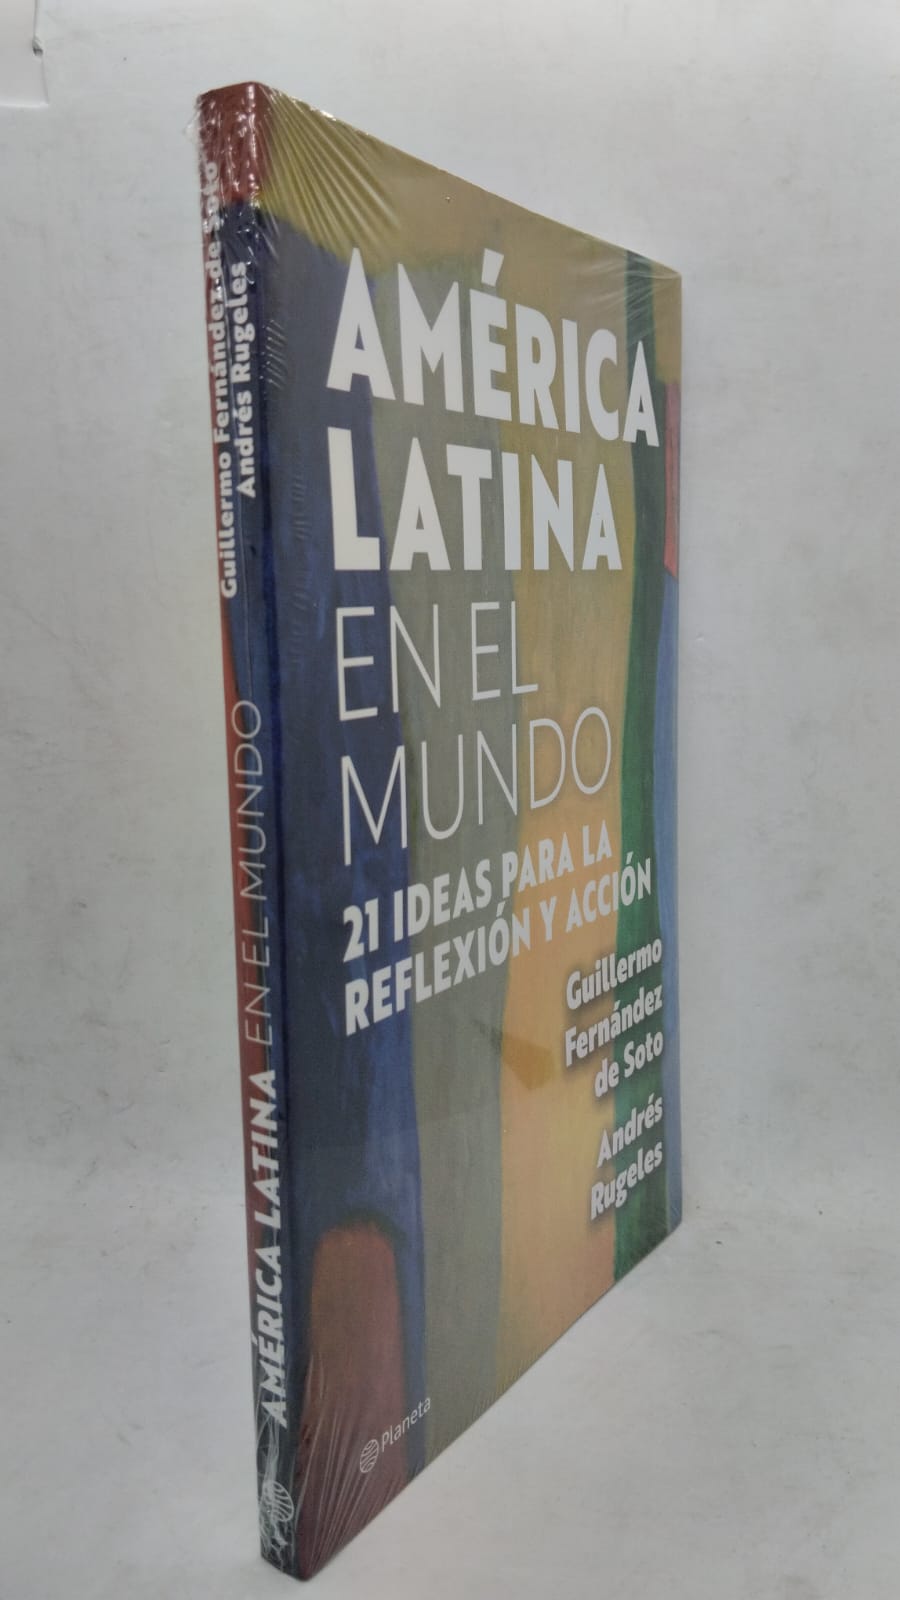 Guillermo Fernández de Soto
Andrés Rugeles
AMÉRICA LATINA EN EL MUNDO
AMÉRICA
LATINA
EN EL
MUNDO
21 IDEAS PARA LA
REFLEXIÓN Y ACCIÓN
Guillermo
Fernández
de Soto
Andrés
Rugeles
Planeta